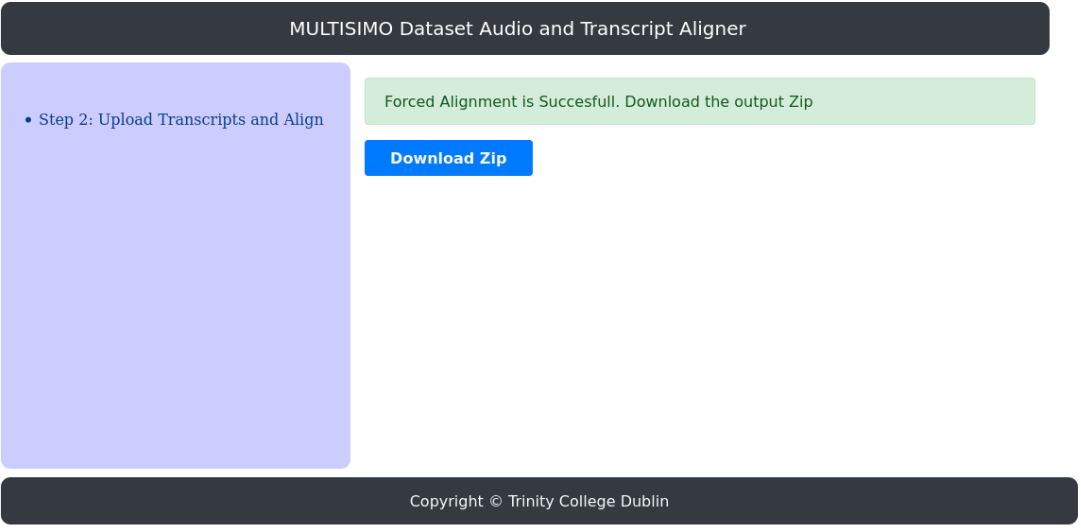 MULTISIMO Dataset Audio and Transcript Aligner
Step 2: Upload Transcripts and Align
Forced Alignment is Succesfull. Download the output Zip
Download Zip
Copyright © Trinity College Dublin